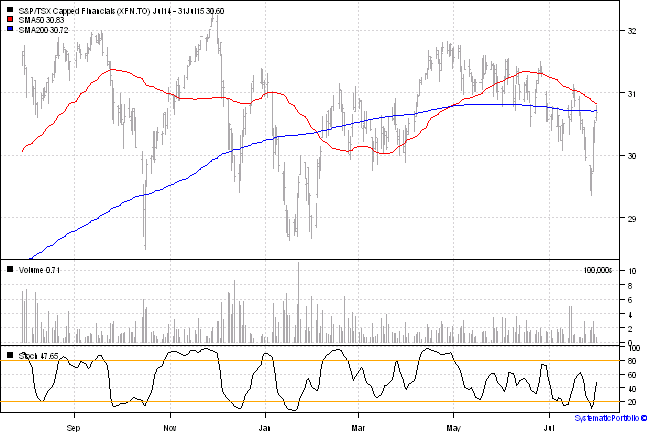 S&P/TSX Capped Financials (XFN.TO) Jul14 - 31Jul15 30.60
SMA50 30.83
SMA200 30.72
32
31
30
29
Volume 0.71
100,000s
10
8
6
4
2
0
Stoch 47.65
100
80
60
40
20
Sep
Nov
Jan
Mar
May
Jul
SystematicPortfolio ©